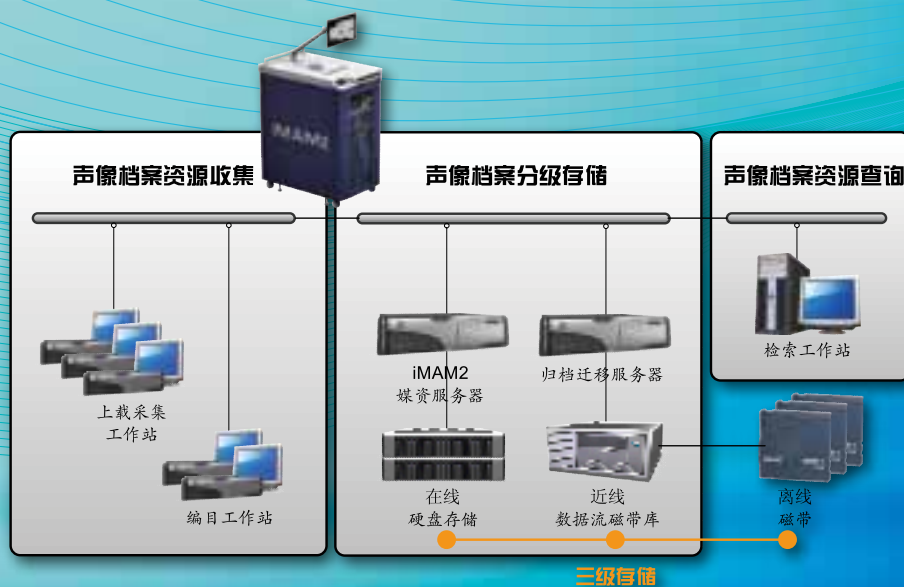 iMAM2
声像档案资源收集
声像档案分级存储
声像档案资源查询
上载采集
工作站
编目工作站
iMAM2
媒资服务器
归档迁移服务器
检索工作站
在线
硬盘存储
近线
数据流磁带库
离线
磁带
三级存储